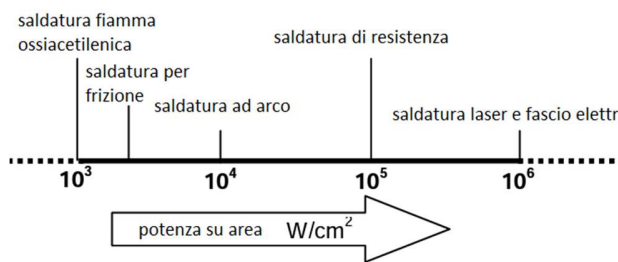 saldatura fiamma
ossiacetilenica
saldatura per
frizione
saldatura ad arco
saldatura di resistenza
saldatura laser e fascio elettr
10³
10⁴
10⁵
10⁶
potenza su area W/cm²